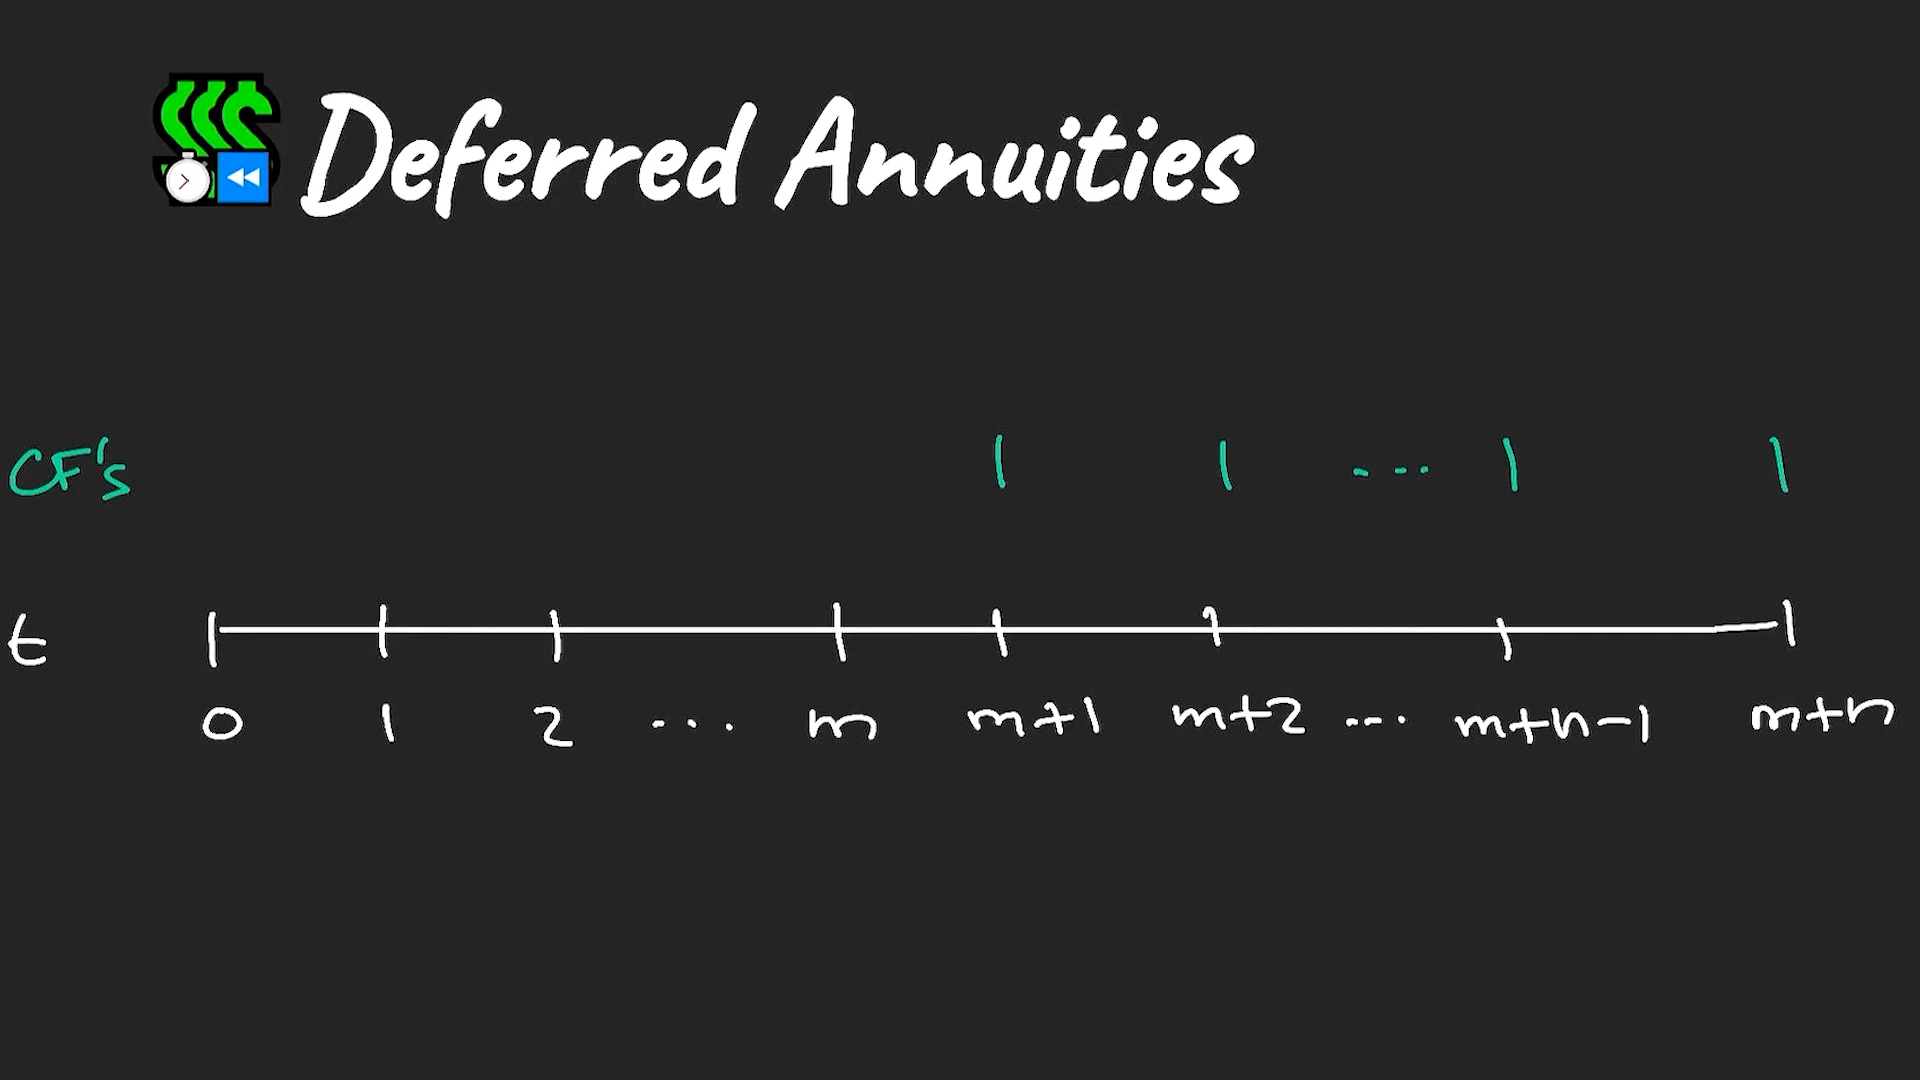 Deferred Annuities
CF's 1 1 ... 1 1
t
0 1 2 ... m m+1 m+2 ... m+n-1 m+n